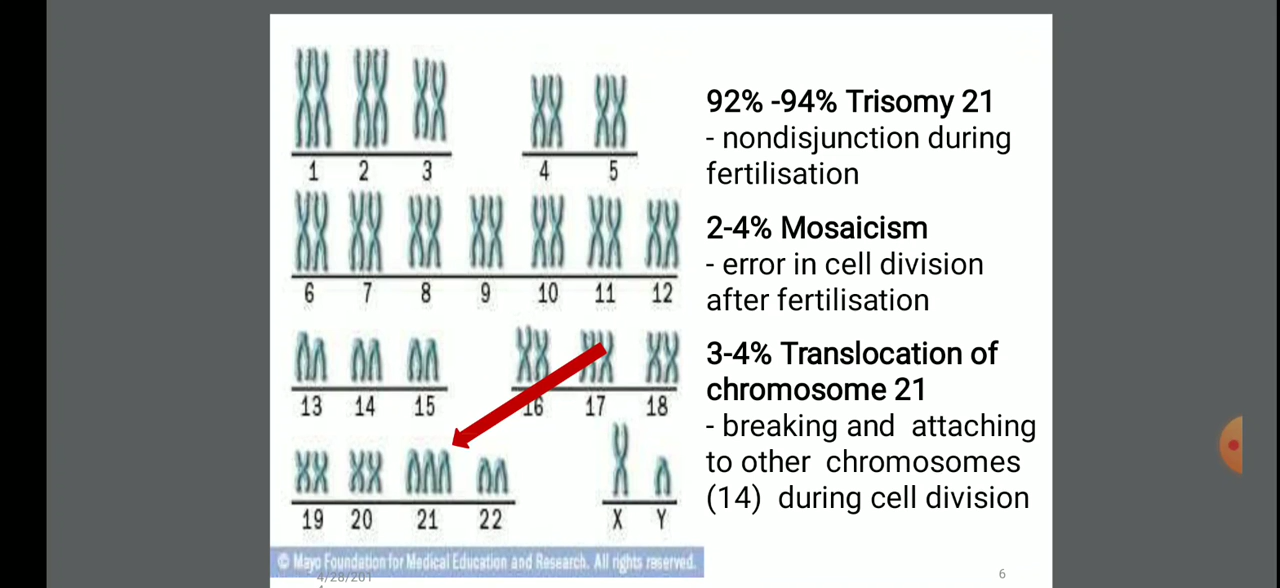 1 2 3 4 5
6 7 8 9 10 11 12
13 14 15 16 17 18
19 20 21 22 X Y
© Mayo Foundation for Medical Education and Research. All rights reserved.
92% -94% Trisomy 21
- nondisjunction during
fertilisation
2-4% Mosaicism
- error in cell division
after fertilisation
3-4% Translocation of
chromosome 21
- breaking and attaching
to other chromosomes
(14) during cell division
4/28/201
6